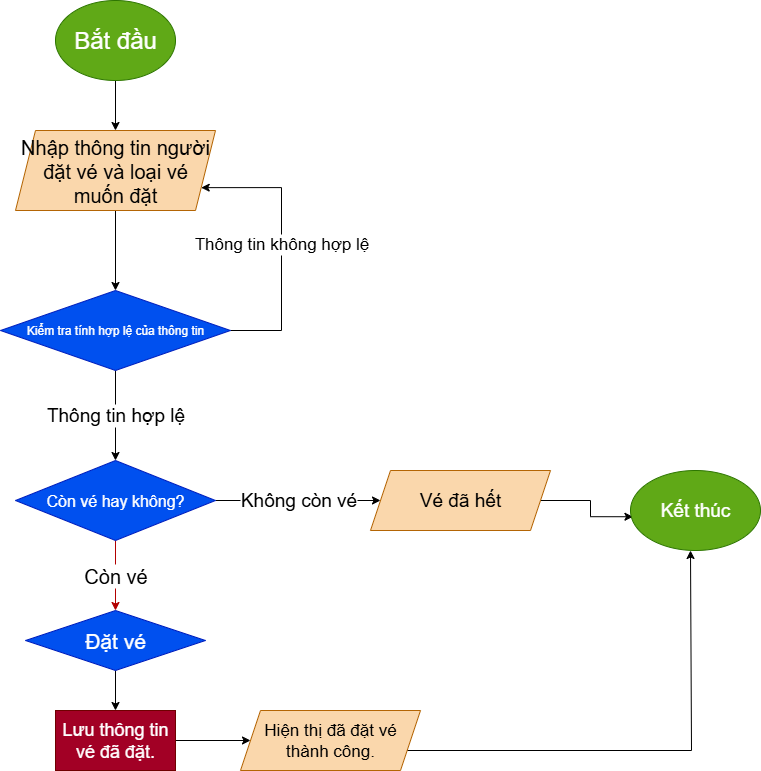 Bắt đầu
Nhập thông tin người
đặt vé và loại vé
muốn đặt
Thông tin không hợp lệ
Kiểm tra tính hợp lệ của thông tin
Thông tin hợp lệ
Còn vé hay không?
Không còn vé
Vé đã hết
Kết thúc
Còn vé
Đặt vé
Lưu thông tin
vé đã đặt.
Hiện thị đã đặt vé
thành công.